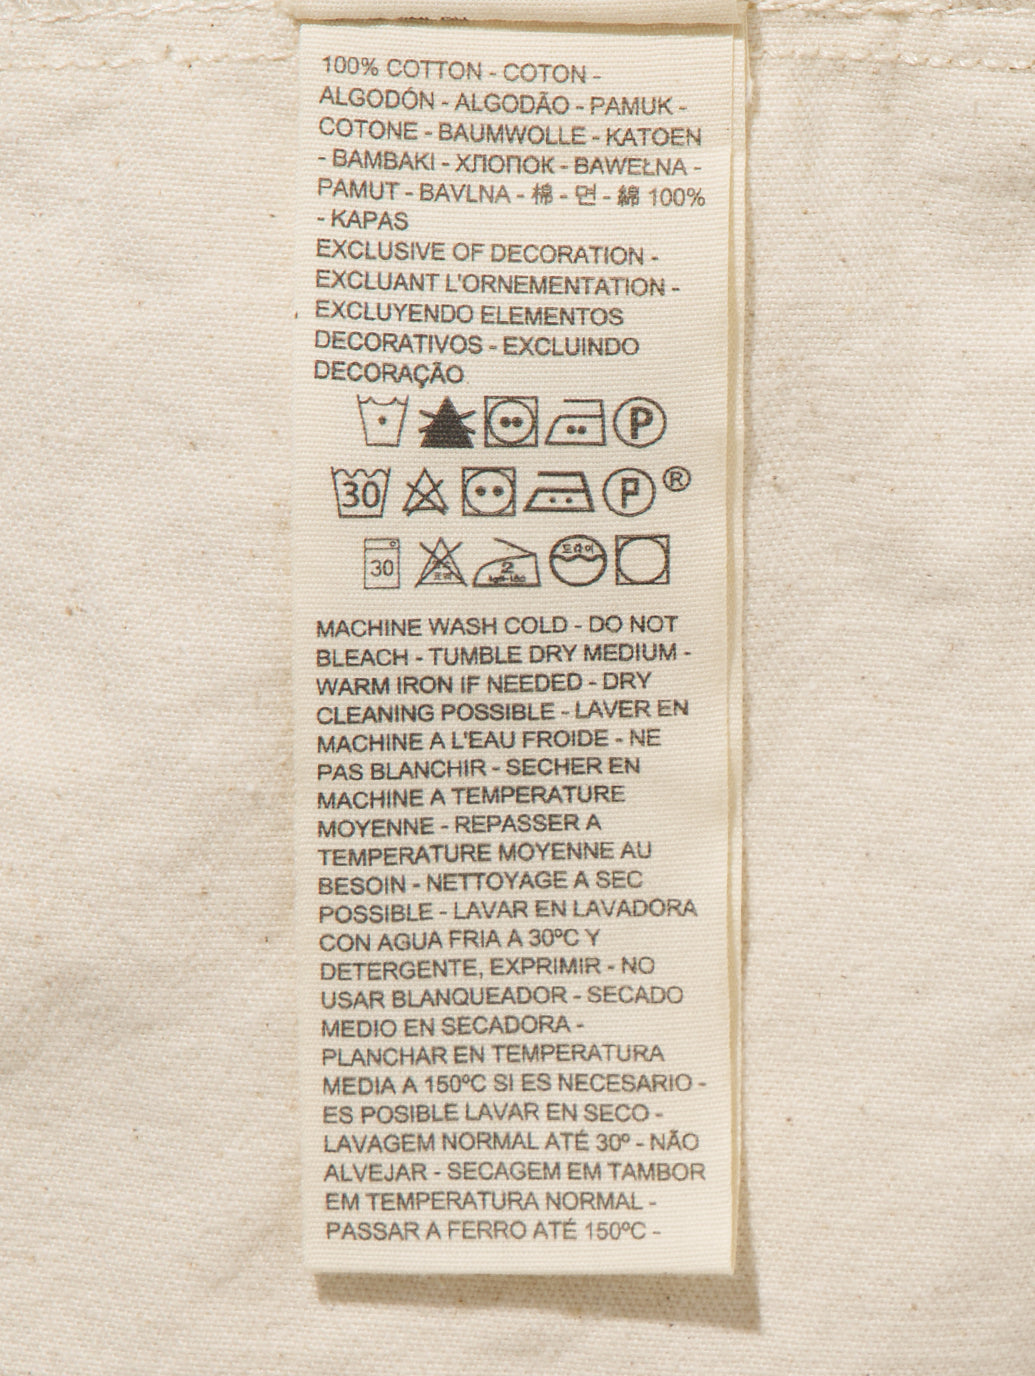 100% COTTON - COTON -
ALGODÓN - ALGODÃO - PAMUK -
COTONE - BAUMWOLLE - KATOEN
- BAMBAKI - ХЛОПОК - BAWEŁNA -
PAMUT - BAVLNA - 棉 - 면 - 綿 100%
- KAPAS
EXCLUSIVE OF DECORATION -
EXCLUANT L'ORNEMENTATION -
EXCLUYENDO ELEMENTOS
DECORATIVOS - EXCLUINDO
DECORAÇÃO
P
30 P ®
30 2 드라이
MACHINE WASH COLD - DO NOT
BLEACH - TUMBLE DRY MEDIUM -
WARM IRON IF NEEDED - DRY
CLEANING POSSIBLE - LAVER EN
MACHINE A L'EAU FROIDE - NE
PAS BLANCHIR - SECHER EN
MACHINE A TEMPERATURE
MOYENNE - REPASSER A
TEMPERATURE MOYENNE AU
BESOIN - NETTOYAGE A SEC
POSSIBLE - LAVAR EN LAVADORA
CON AGUA FRIA A 30ºC Y
DETERGENTE, EXPRIMIR - NO
USAR BLANQUEADOR - SECADO
MEDIO EN SECADORA -
PLANCHAR EN TEMPERATURA
MEDIA A 150ºC SI ES NECESARIO -
ES POSIBLE LAVAR EN SECO -
LAVAGEM NORMAL ATÉ 30º - NÃO
ALVEJAR - SECAGEM EM TAMBOR
EM TEMPERATURA NORMAL -
PASSAR A FERRO ATÉ 150ºC -